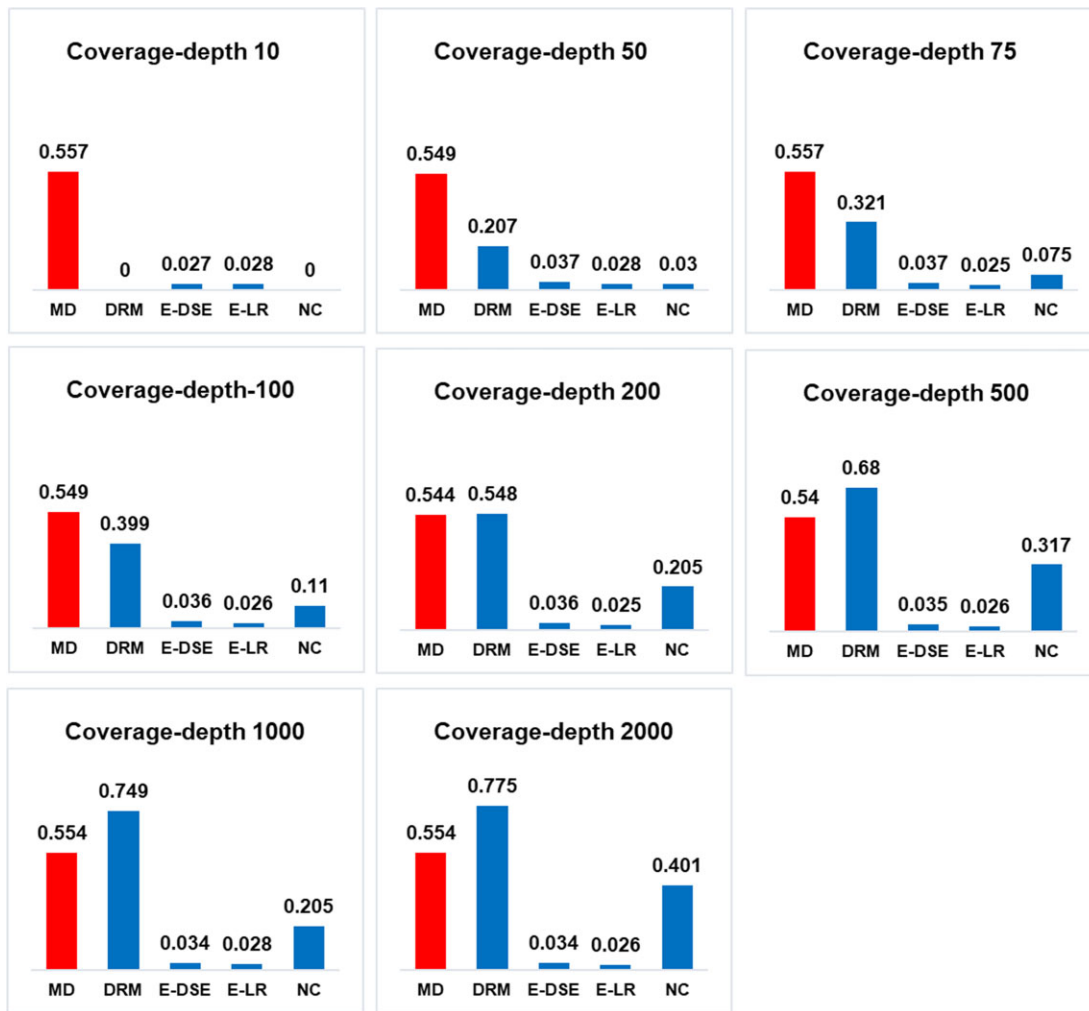 Coverage-depth 10
0.557
0
0.027
0.028
0
MD DRM E-DSE E-LR NC
Coverage-depth 50
0.549
0.207
0.037
0.028
0.03
MD DRM E-DSE E-LR NC
Coverage-depth 75
0.557
0.321
0.037
0.025
0.075
MD DRM E-DSE E-LR NC
Coverage-depth-100
0.549
0.399
0.036
0.026
0.11
MD DRM E-DSE E-LR NC
Coverage-depth 200
0.544
0.548
0.036
0.025
0.205
MD DRM E-DSE E-LR NC
Coverage-depth 500
0.54
0.68
0.035
0.026
0.317
MD DRM E-DSE E-LR NC
Coverage-depth 1000
0.554
0.749
0.034
0.028
0.205
MD DRM E-DSE E-LR NC
Coverage-depth 2000
0.554
0.775
0.034
0.026
0.401
MD DRM E-DSE E-LR NC